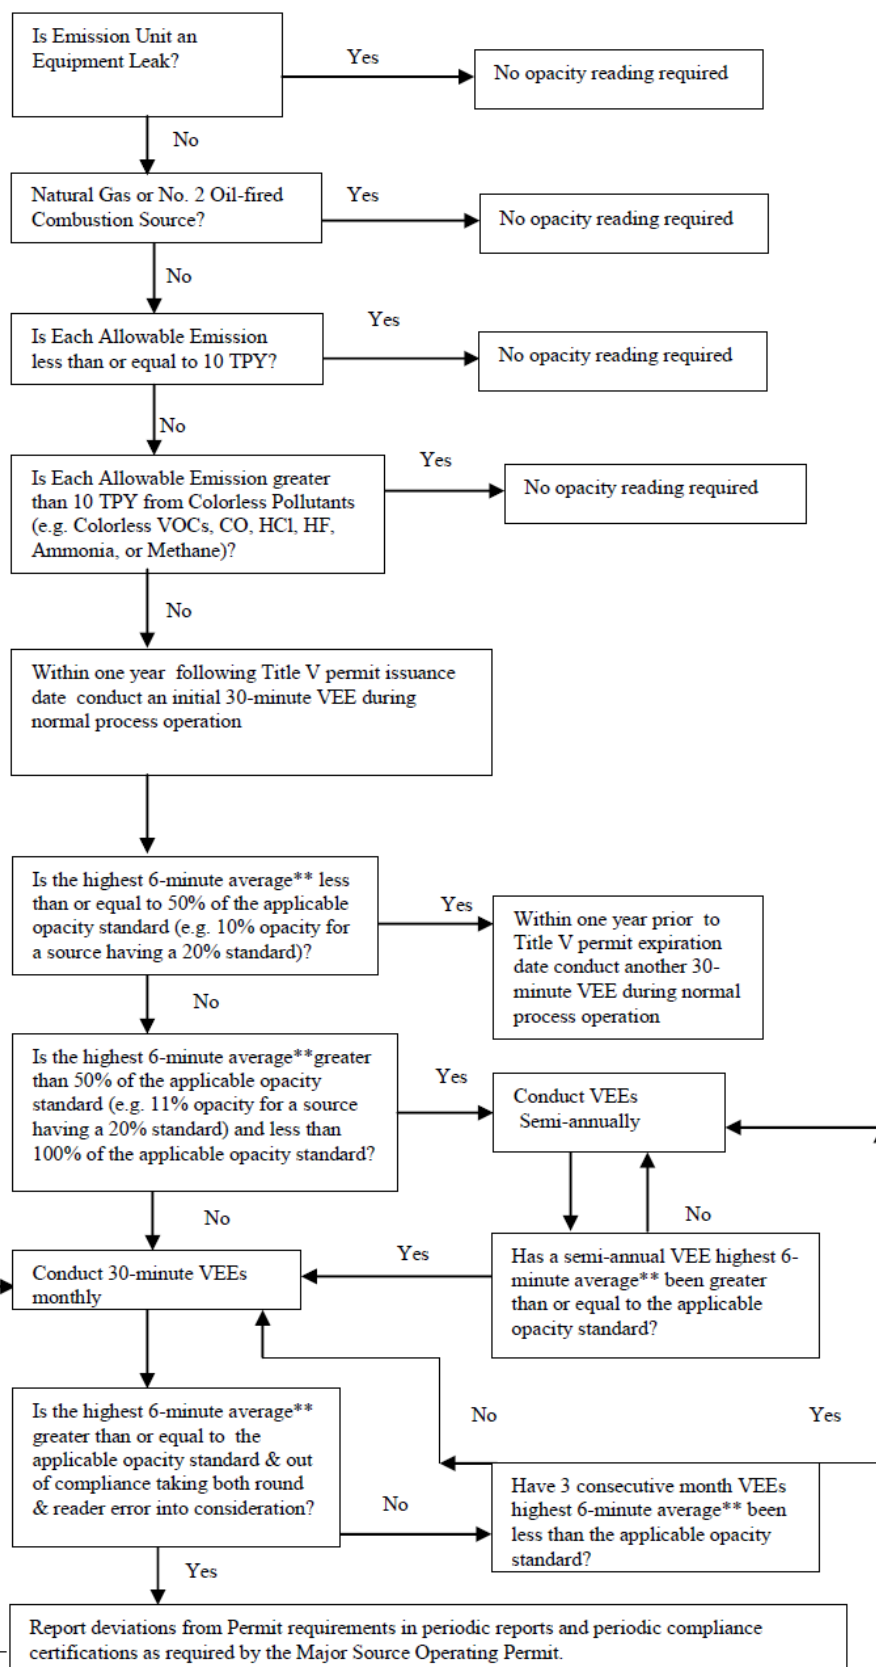 Is Emission Unit an
Equipment Leak?
Yes
No opacity reading required
No
Natural Gas or No. 2 Oil-fired
Combustion Source?
Yes
No opacity reading required
No
Is Each Allowable Emission
less than or equal to 10 TPY?
Yes
No opacity reading required
No
Is Each Allowable Emission greater
than 10 TPY from Colorless Pollutants
(e.g. Colorless VOCs, CO, HCl, HF,
Ammonia, or Methane)?
Yes
No opacity reading required
No
Within one year following Title V permit issuance
date conduct an initial 30-minute VEE during
normal process operation
Is the highest 6-minute average** less
than or equal to 50% of the applicable
opacity standard (e.g. 10% opacity for
a source having a 20% standard)?
Yes
Within one year prior to
Title V permit expiration
date conduct another 30-
minute VEE during normal
process operation
No
Is the highest 6-minute average**greater
than 50% of the applicable opacity
standard (e.g. 11% opacity for a source
having a 20% standard) and less than
100% of the applicable opacity standard?
Yes
Conduct VEEs
Semi-annually
No
No
Conduct 30-minute VEEs
monthly
Yes
Has a semi-annual VEE highest 6-
minute average** been greater
than or equal to the applicable
opacity standard?
Is the highest 6-minute average**
greater than or equal to the
applicable opacity standard & out
of compliance taking both round
& reader error into consideration?
No
No
Yes
Have 3 consecutive month VEEs
highest 6-minute average** been
less than the applicable opacity
standard?
Yes
Report deviations from Permit requirements in periodic reports and periodic compliance
certifications as required by the Major Source Operating Permit.